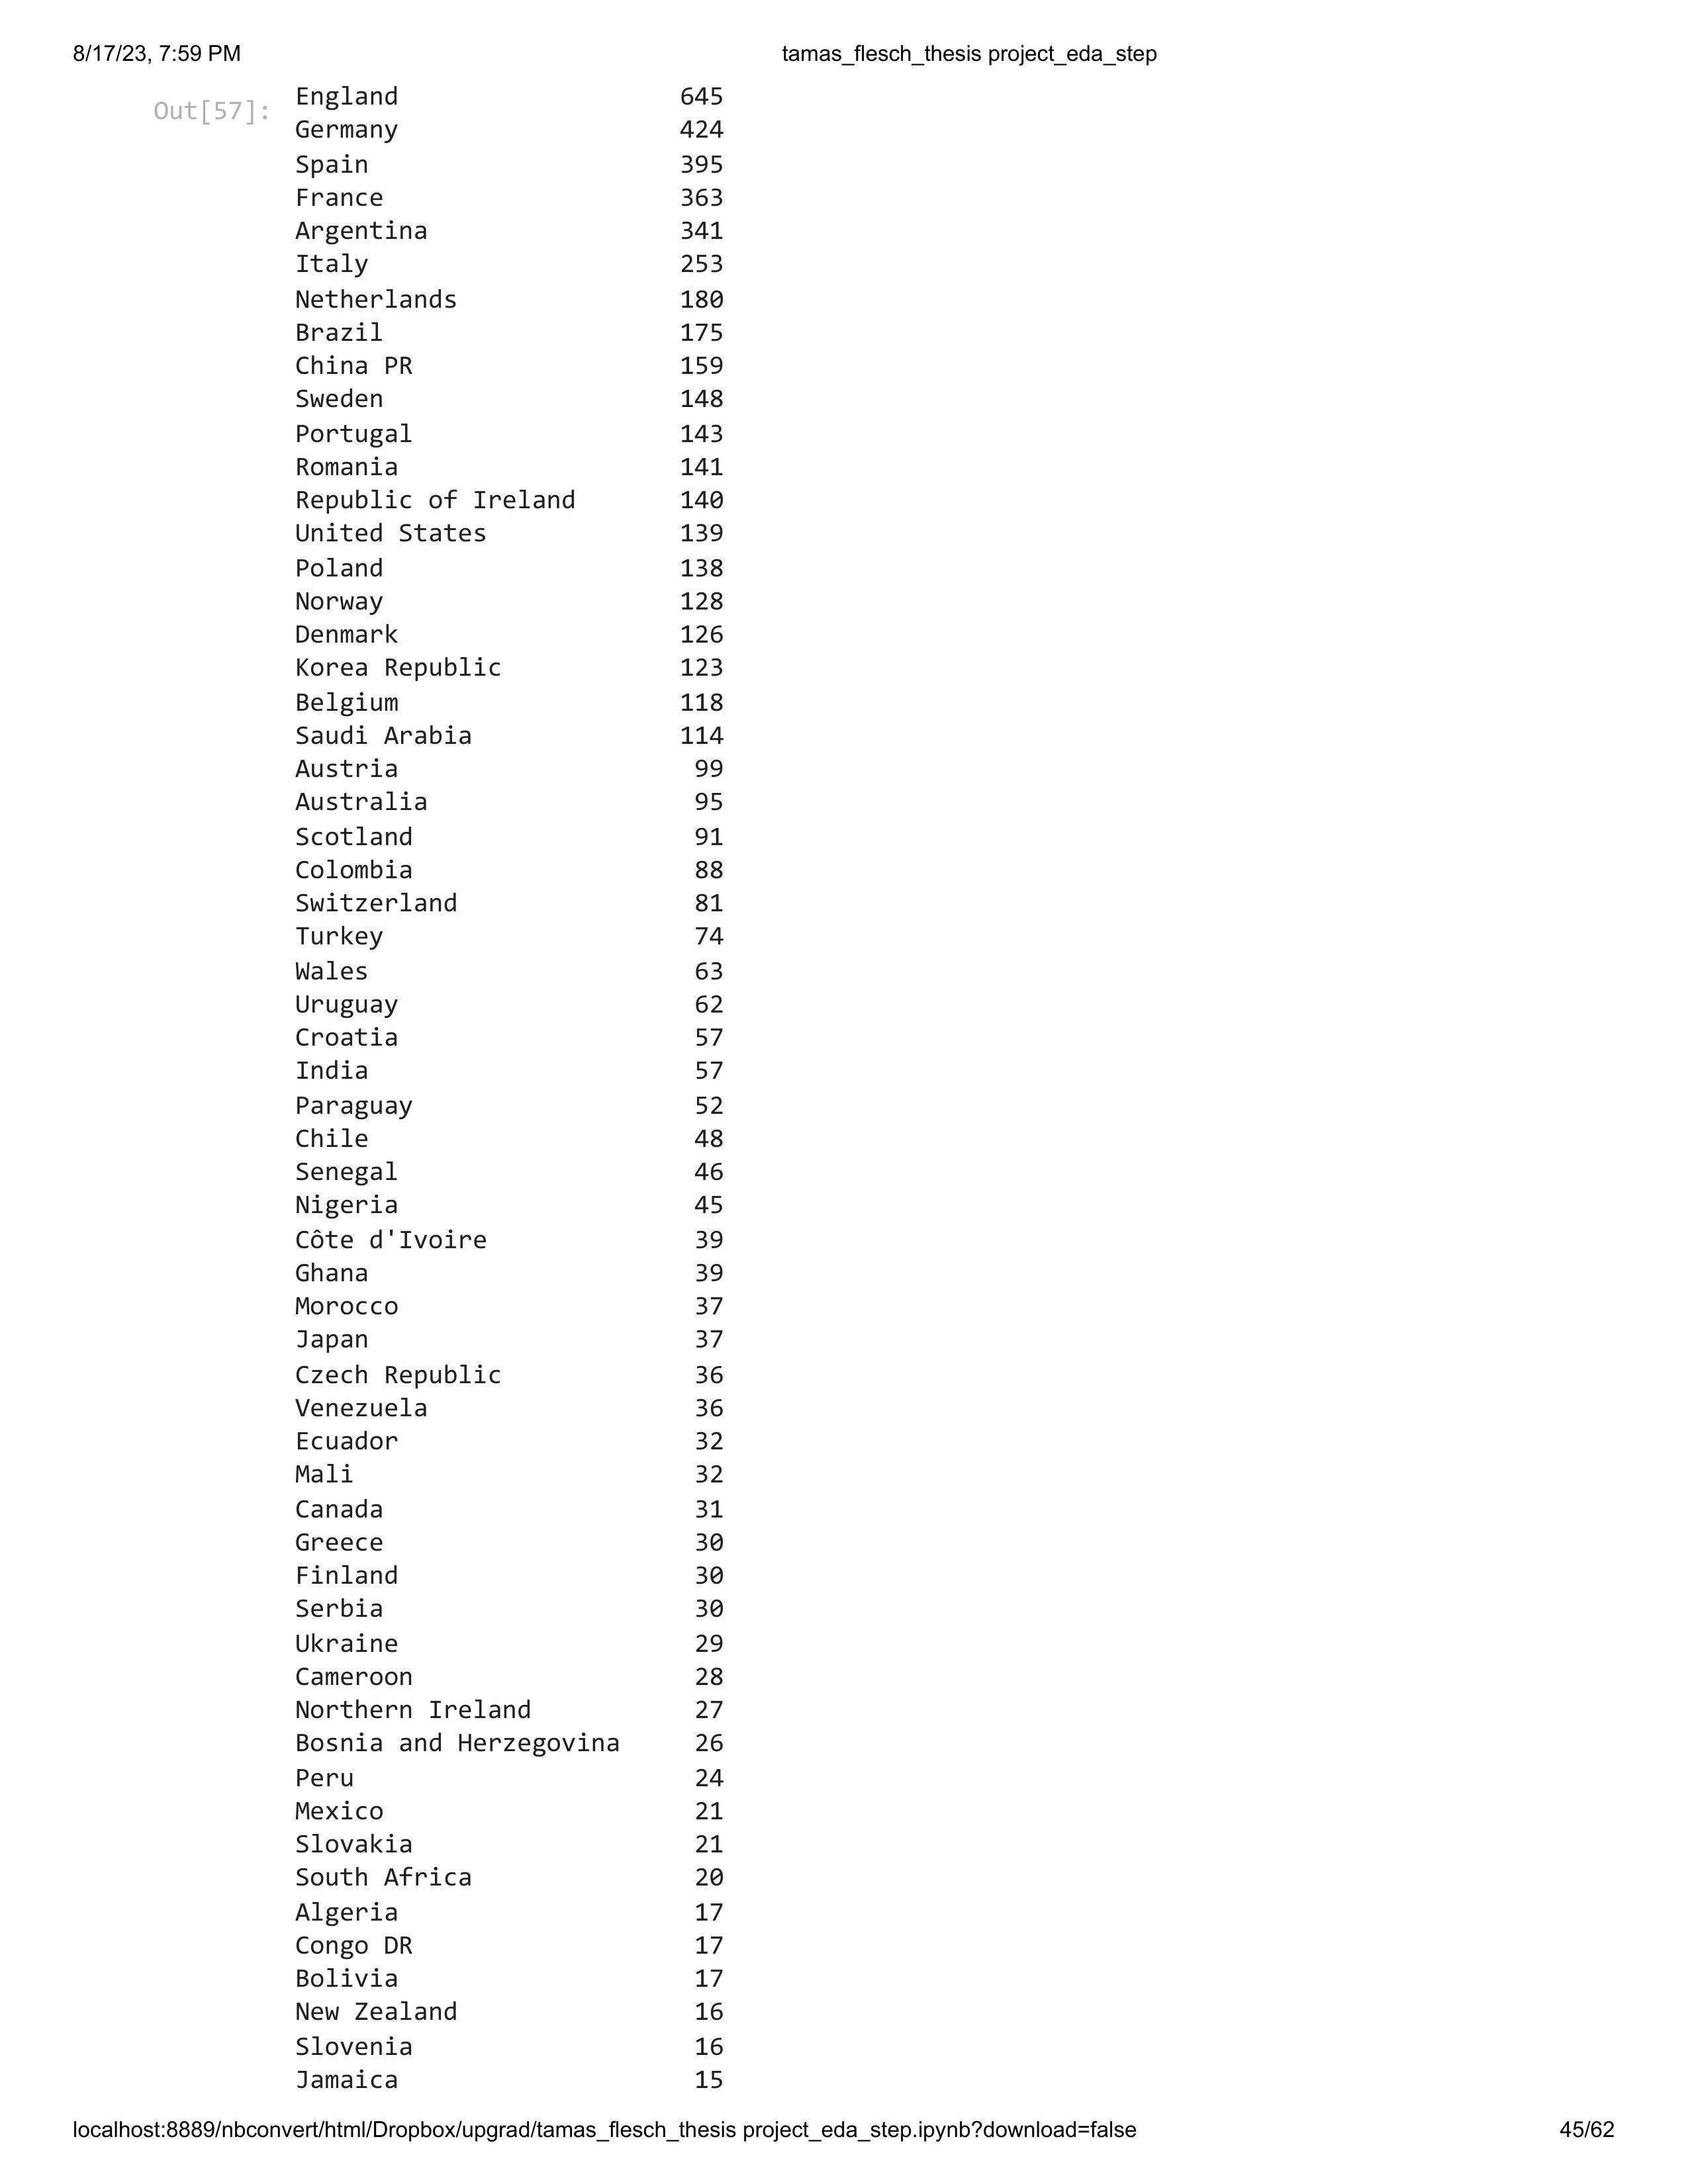 8/17/23, 7:59 PM tamas_flesch_thesis project_eda_step
Out[57]: England 645
Germany 424
Spain 395
France 363
Argentina 341
Italy 253
Netherlands 180
Brazil 175
China PR 159
Sweden 148
Portugal 143
Romania 141
Republic of Ireland 140
United States 139
Poland 138
Norway 128
Denmark 126
Korea Republic 123
Belgium 118
Saudi Arabia 114
Austria 99
Australia 95
Scotland 91
Colombia 88
Switzerland 81
Turkey 74
Wales 63
Uruguay 62
Croatia 57
India 57
Paraguay 52
Chile 48
Senegal 46
Nigeria 45
Côte d'Ivoire 39
Ghana 39
Morocco 37
Japan 37
Czech Republic 36
Venezuela 36
Ecuador 32
Mali 32
Canada 31
Greece 30
Finland 30
Serbia 30
Ukraine 29
Cameroon 28
Northern Ireland 27
Bosnia and Herzegovina 26
Peru 24
Mexico 21
Slovakia 21
South Africa 20
Algeria 17
Congo DR 17
Bolivia 17
New Zealand 16
Slovenia 16
Jamaica 15
localhost:8889/nbconvert/html/Dropbox/upgrad/tamas_flesch_thesis project_eda_step.ipynb?download=false 45/62